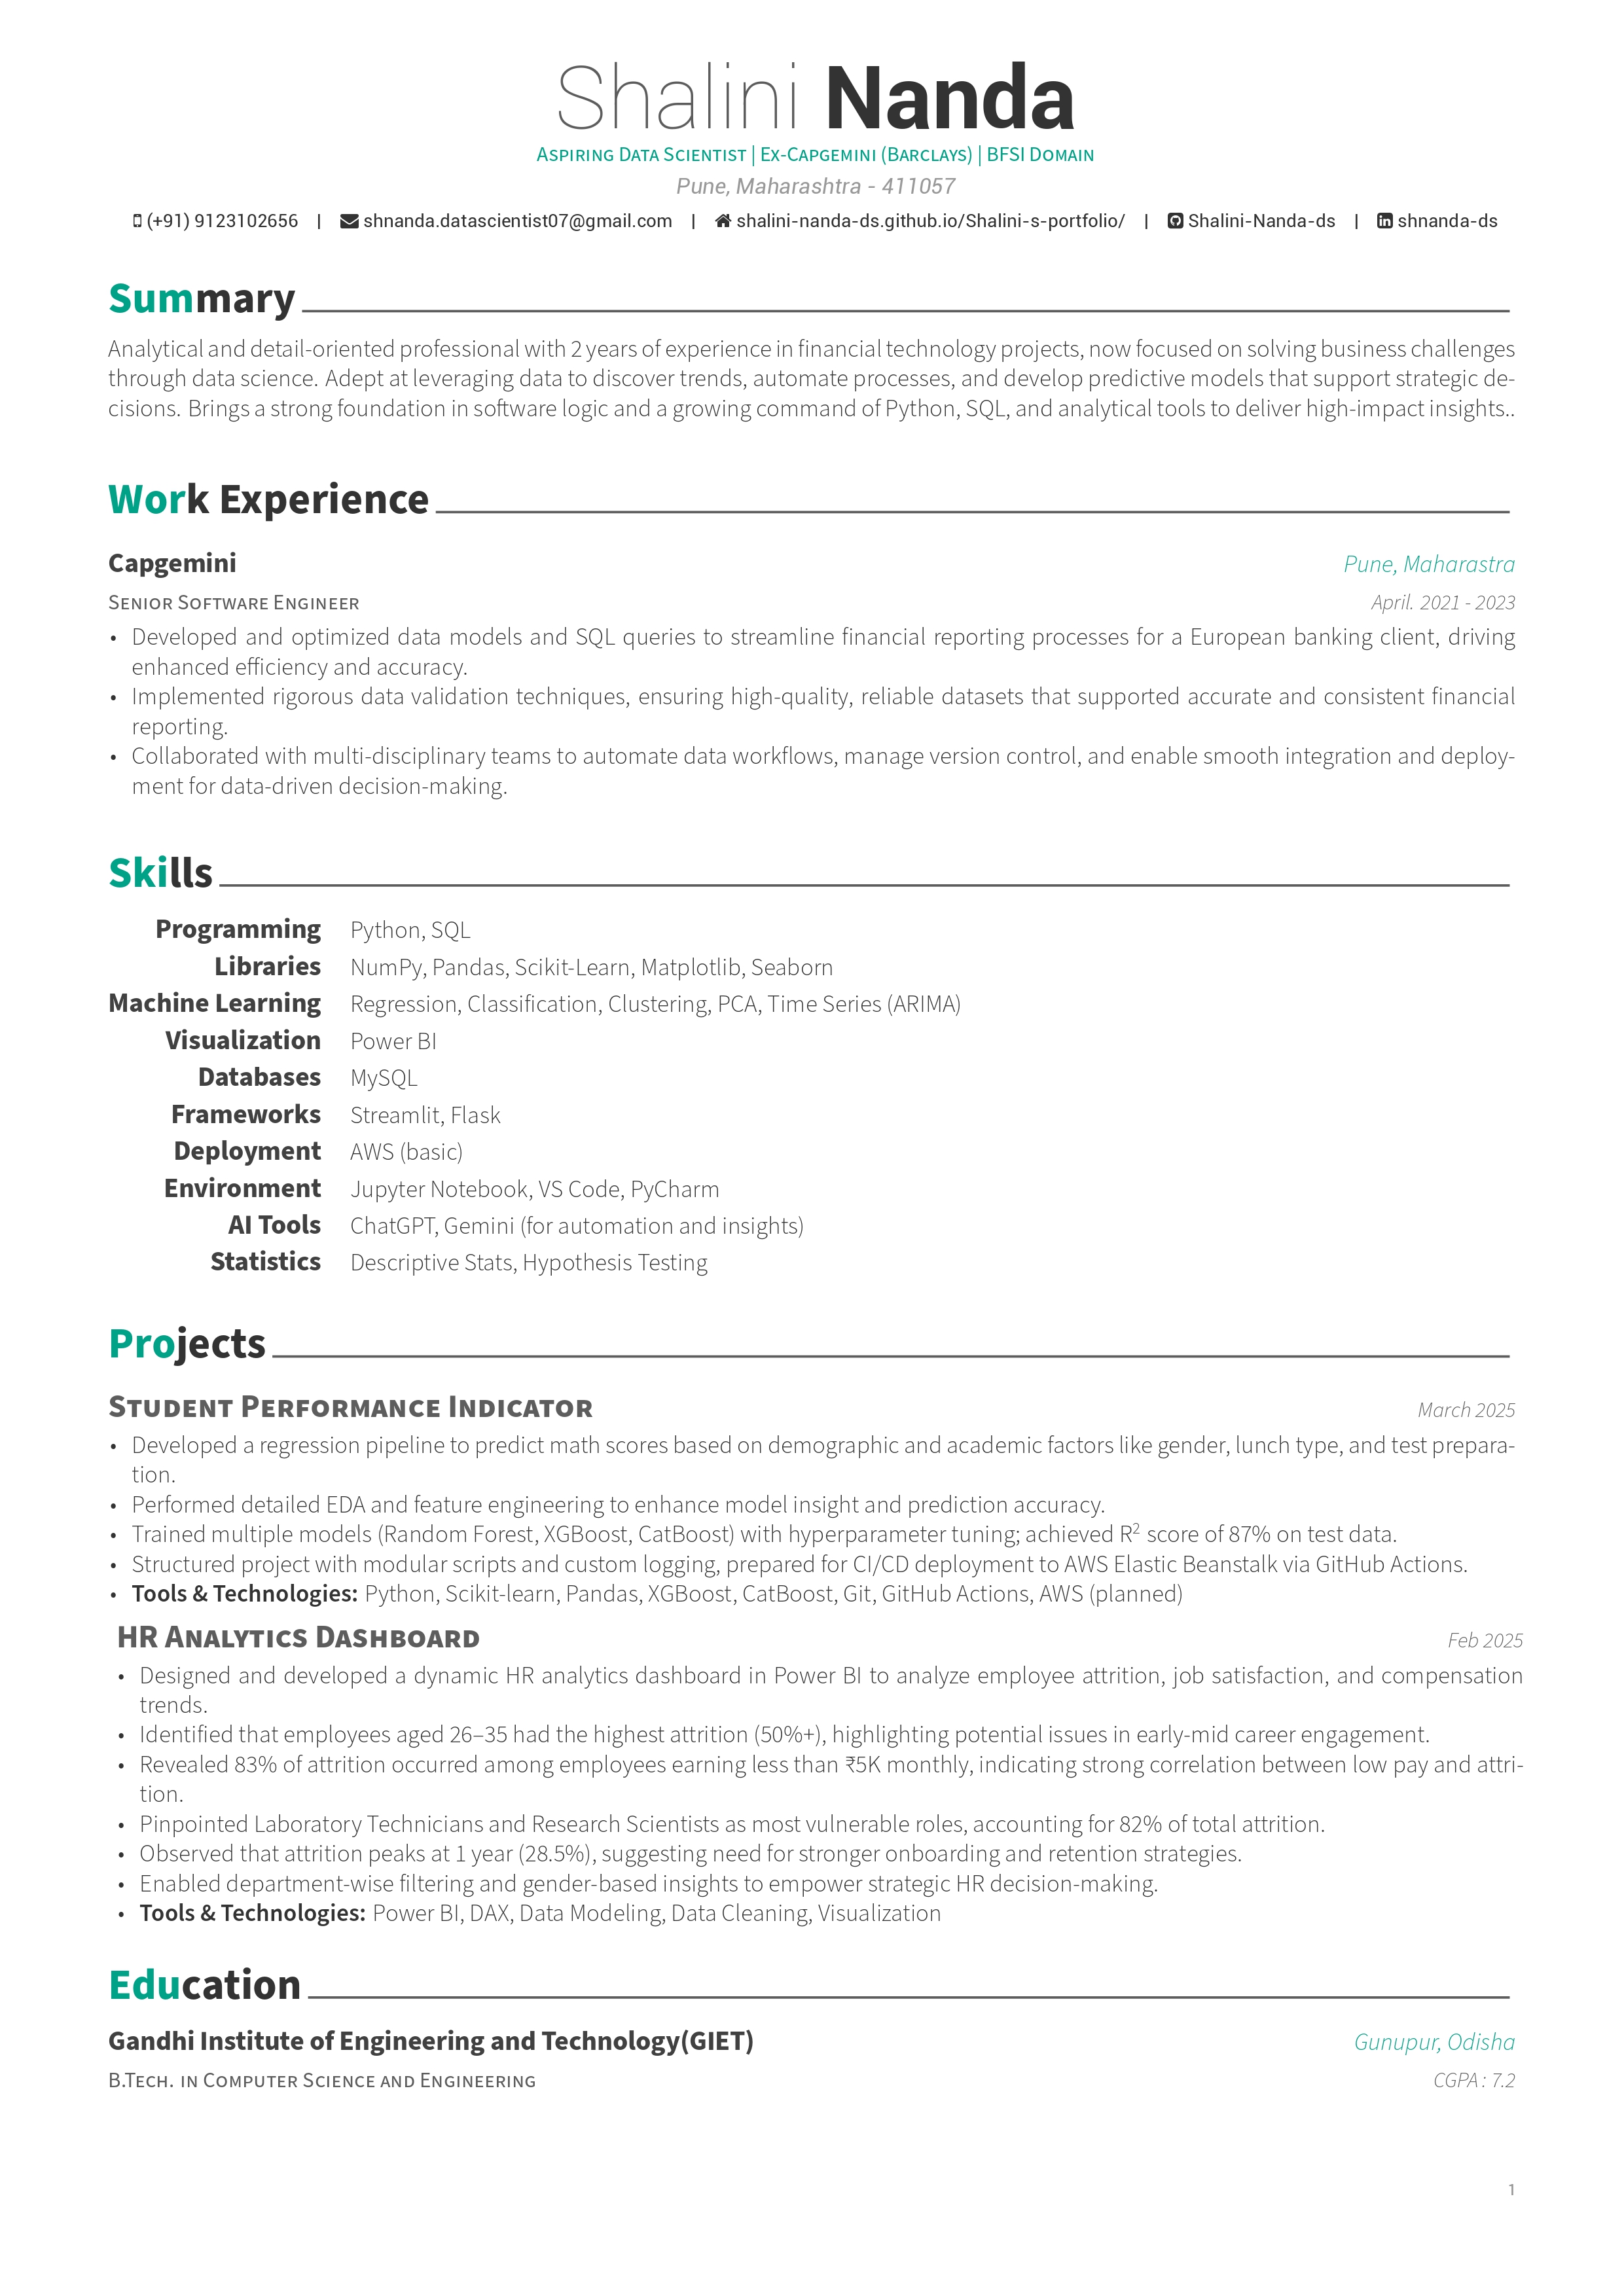 Shalini Nanda
Aspiring Data Scientist | Ex-Capgemini (Barclays) | BFSI Domain
Pune, Maharashtra - 411057
(+91) 9123102656 | shnanda.datascientist07@gmail.com | shalini-nanda-ds.github.io/Shalini-s-portfolio/ | Shalini-Nanda-ds | shnanda-ds
Summary
Analytical and detail-oriented professional with 2 years of experience in financial technology projects, now focused on solving business challenges
through data science. Adept at leveraging data to discover trends, automate processes, and develop predictive models that support strategic de-
cisions. Brings a strong foundation in software logic and a growing command of Python, SQL, and analytical tools to deliver high-impact insights..
Work Experience
Capgemini Pune, Maharastra
Senior Software Engineer April. 2021 - 2023
• Developed and optimized data models and SQL queries to streamline financial reporting processes for a European banking client, driving
enhanced efficiency and accuracy.
• Implemented rigorous data validation techniques, ensuring high-quality, reliable datasets that supported accurate and consistent financial
reporting.
• Collaborated with multi-disciplinary teams to automate data workflows, manage version control, and enable smooth integration and deploy-
ment for data-driven decision-making.
Skills
Programming Python, SQL
Libraries NumPy, Pandas, Scikit-Learn, Matplotlib, Seaborn
Machine Learning Regression, Classification, Clustering, PCA, Time Series (ARIMA)
Visualization Power BI
Databases MySQL
Frameworks Streamlit, Flask
Deployment AWS (basic)
Environment Jupyter Notebook, VS Code, PyCharm
AI Tools ChatGPT, Gemini (for automation and insights)
Statistics Descriptive Stats, Hypothesis Testing
Projects
Student Performance Indicator March 2025
• Developed a regression pipeline to predict math scores based on demographic and academic factors like gender, lunch type, and test prepara-
tion.
• Performed detailed EDA and feature engineering to enhance model insight and prediction accuracy.
• Trained multiple models (Random Forest, XGBoost, CatBoost) with hyperparameter tuning; achieved R² score of 87% on test data.
• Structured project with modular scripts and custom logging, prepared for CI/CD deployment to AWS Elastic Beanstalk via GitHub Actions.
• Tools & Technologies: Python, Scikit-learn, Pandas, XGBoost, CatBoost, Git, GitHub Actions, AWS (planned)
HR Analytics Dashboard Feb 2025
• Designed and developed a dynamic HR analytics dashboard in Power BI to analyze employee attrition, job satisfaction, and compensation
trends.
• Identified that employees aged 26–35 had the highest attrition (50%+), highlighting potential issues in early-mid career engagement.
• Revealed 83% of attrition occurred among employees earning less than ₹5K monthly, indicating strong correlation between low pay and attri-
tion.
• Pinpointed Laboratory Technicians and Research Scientists as most vulnerable roles, accounting for 82% of total attrition.
• Observed that attrition peaks at 1 year (28.5%), suggesting need for stronger onboarding and retention strategies.
• Enabled department-wise filtering and gender-based insights to empower strategic HR decision-making.
• Tools & Technologies: Power BI, DAX, Data Modeling, Data Cleaning, Visualization
Education
Gandhi Institute of Engineering and Technology(GIET) Gunupur, Odisha
B.Tech. in Computer Science and Engineering CGPA : 7.2
1